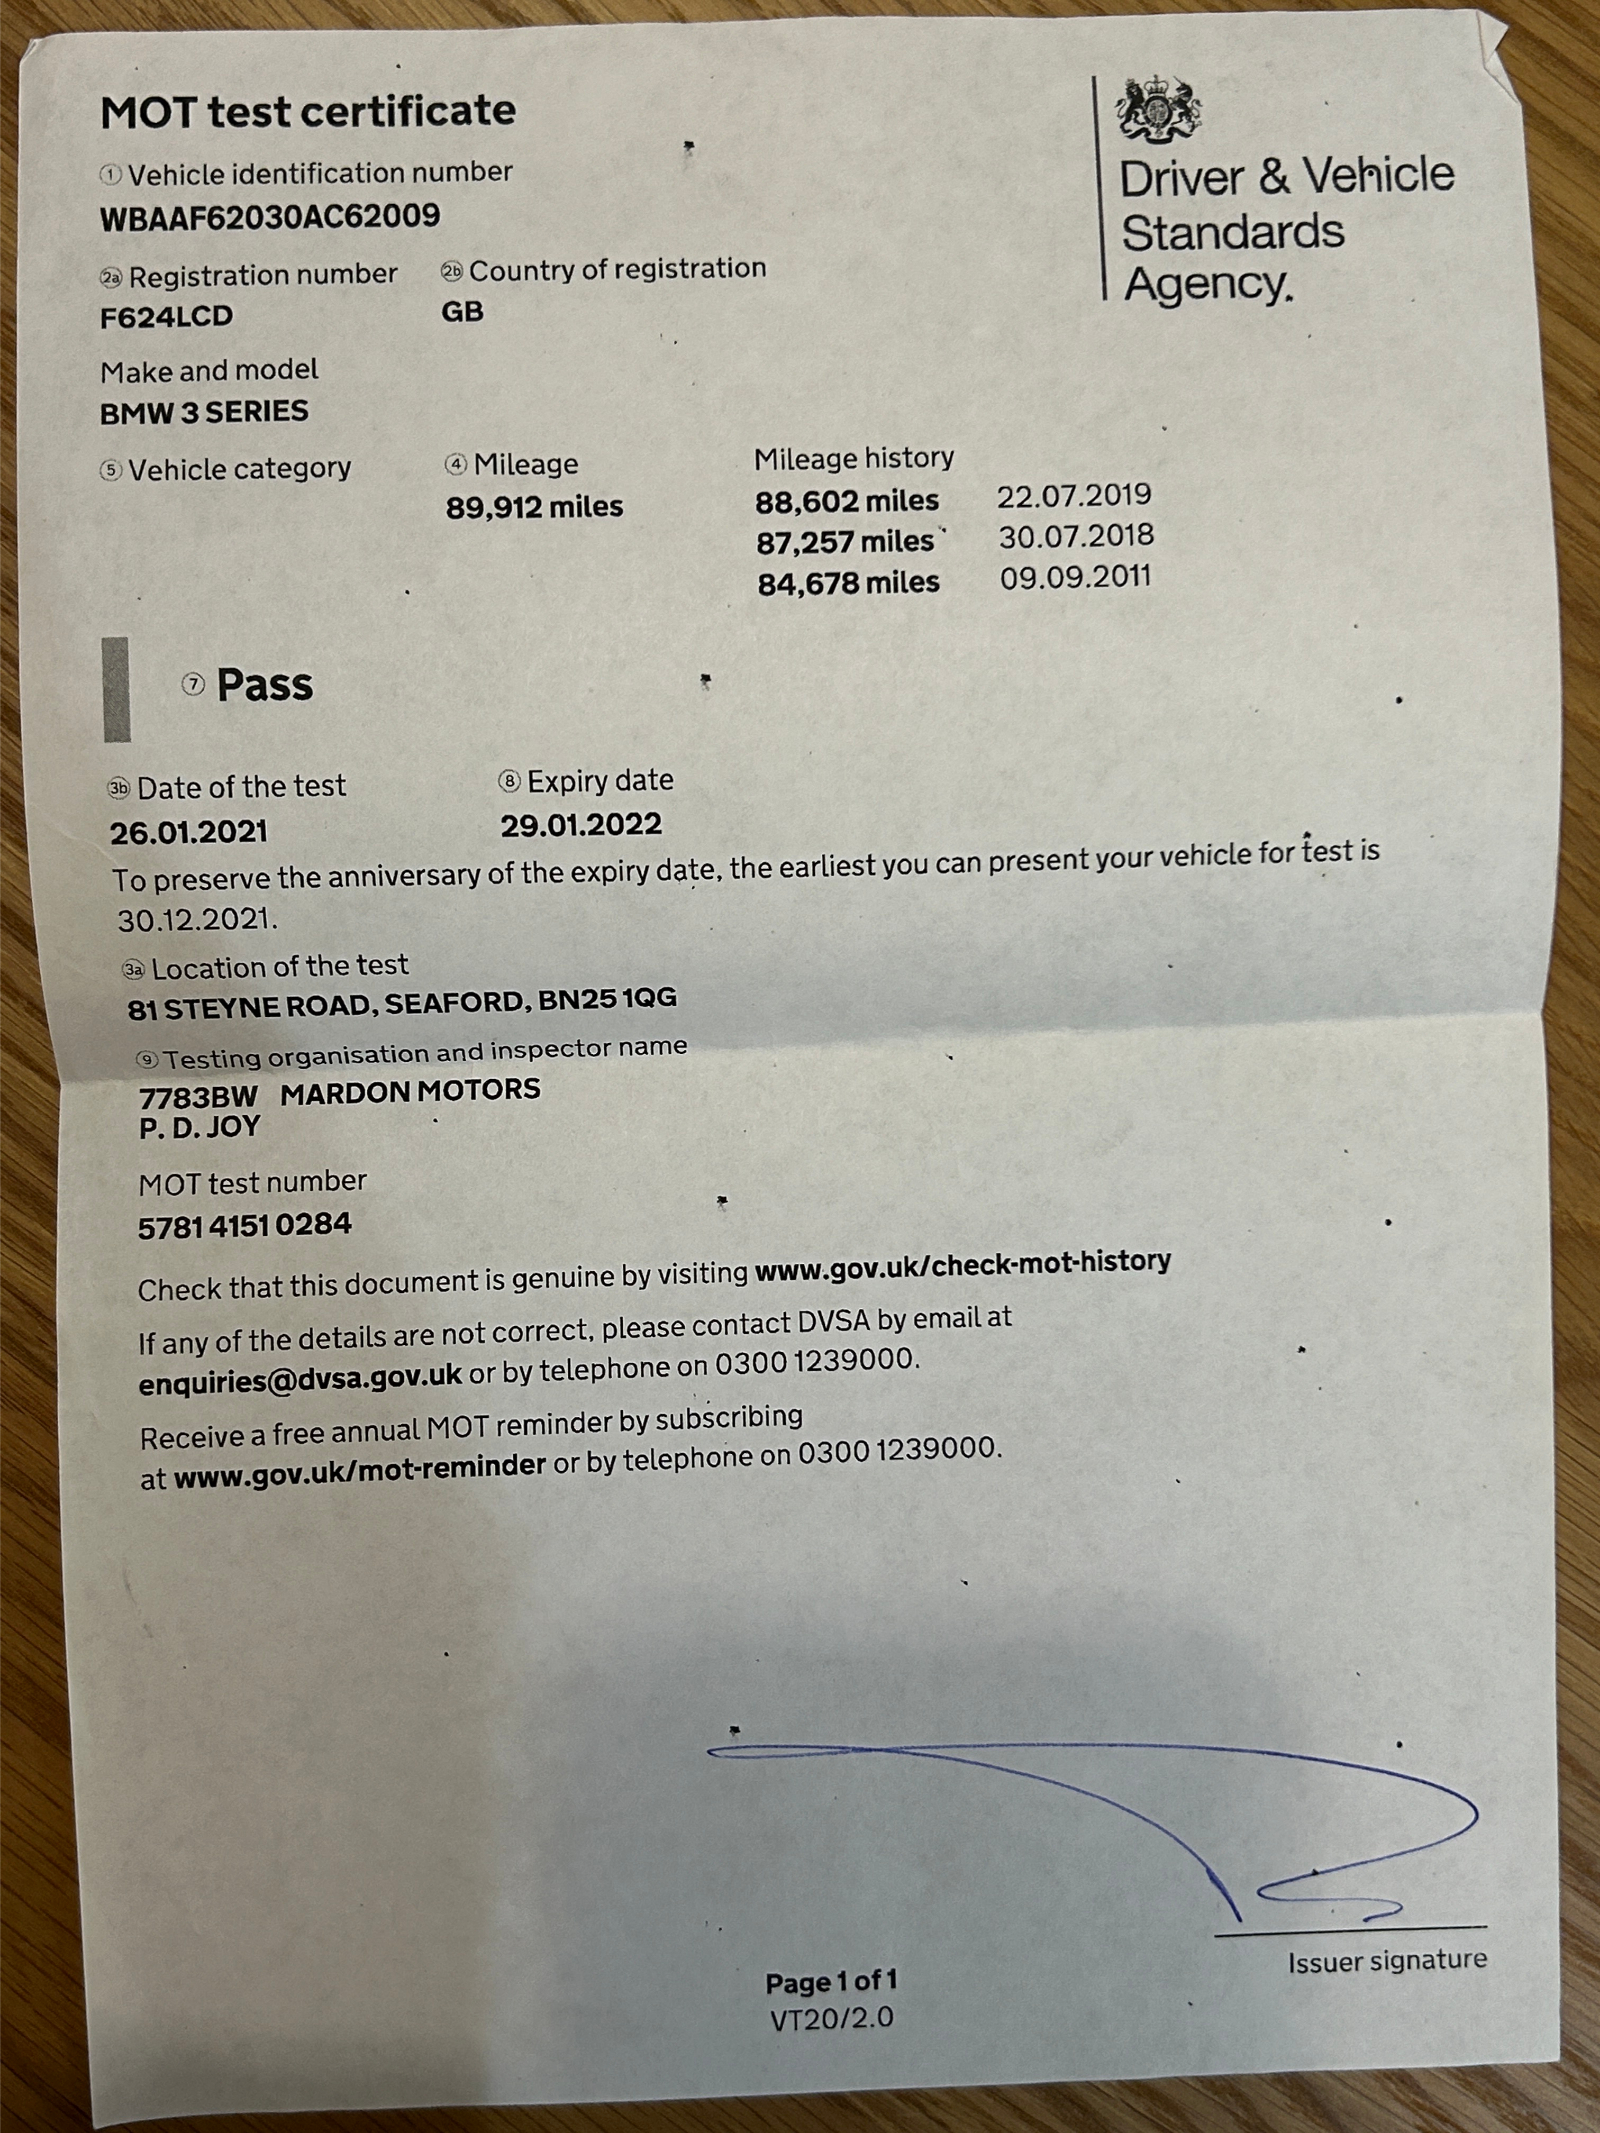 MOT test certificate
Driver & Vehicle
Standards
Agency.
1 Vehicle identification number
WBAAF62030AC62009
2a Registration number 2b Country of registration
F624LCD GB
Make and model
BMW 3 SERIES
5 Vehicle category 4 Mileage Mileage history
89,912 miles 88,602 miles 22.07.2019
87,257 miles 30.07.2018
84,678 miles 09.09.2011
7 Pass
3b Date of the test 8 Expiry date
26.01.2021 29.01.2022
To preserve the anniversary of the expiry date, the earliest you can present your vehicle for test is
30.12.2021.
3a Location of the test
81 STEYNE ROAD, SEAFORD, BN25 1QG
9 Testing organisation and inspector name
7783BW MARDON MOTORS
P. D. JOY
MOT test number
5781 4151 0284
Check that this document is genuine by visiting www.gov.uk/check-mot-history
If any of the details are not correct, please contact DVSA by email at
enquiries@dvsa.gov.uk or by telephone on 0300 1239000.
Receive a free annual MOT reminder by subscribing
at www.gov.uk/mot-reminder or by telephone on 0300 1239000.
Issuer signature
Page 1 of 1
VT20/2.0